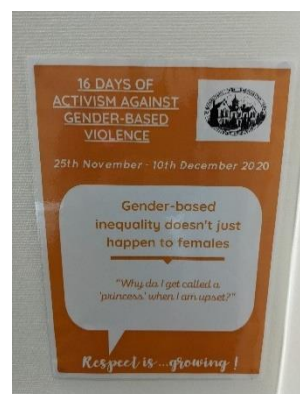 16 DAYS OF
ACTIVISM AGAINST
GENDER-BASED
VIOLENCE
25th November - 10th December 2020
Gender-based
inequality doesn't just
happen to females
"Why do I get called a
'princess' when I am upset?"
Respect is ...growing !